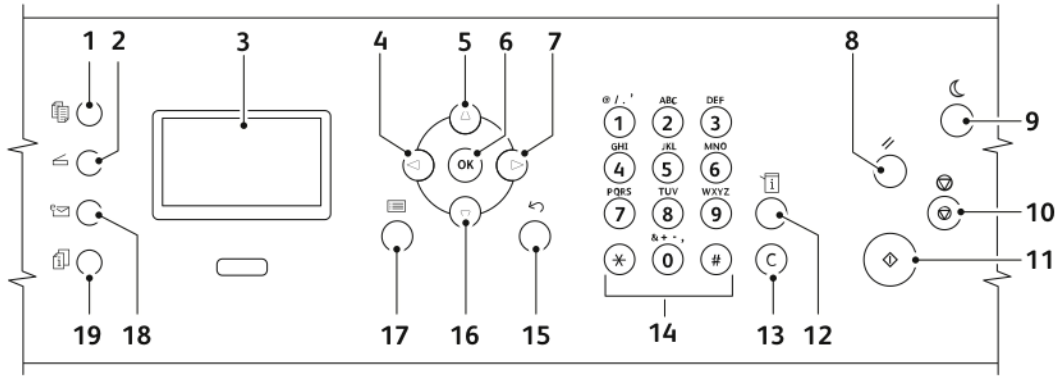 1 2 3 4 5 6 7 8
9
10
11
OK
@ / . ' ABC DEF
1 2 3
GHI JKL MNO
4 5 6
PQRS TUV WXYZ
7 8 9
& + - ,
* 0 #
i
C
i
19 18 17 16 15 14 13 12